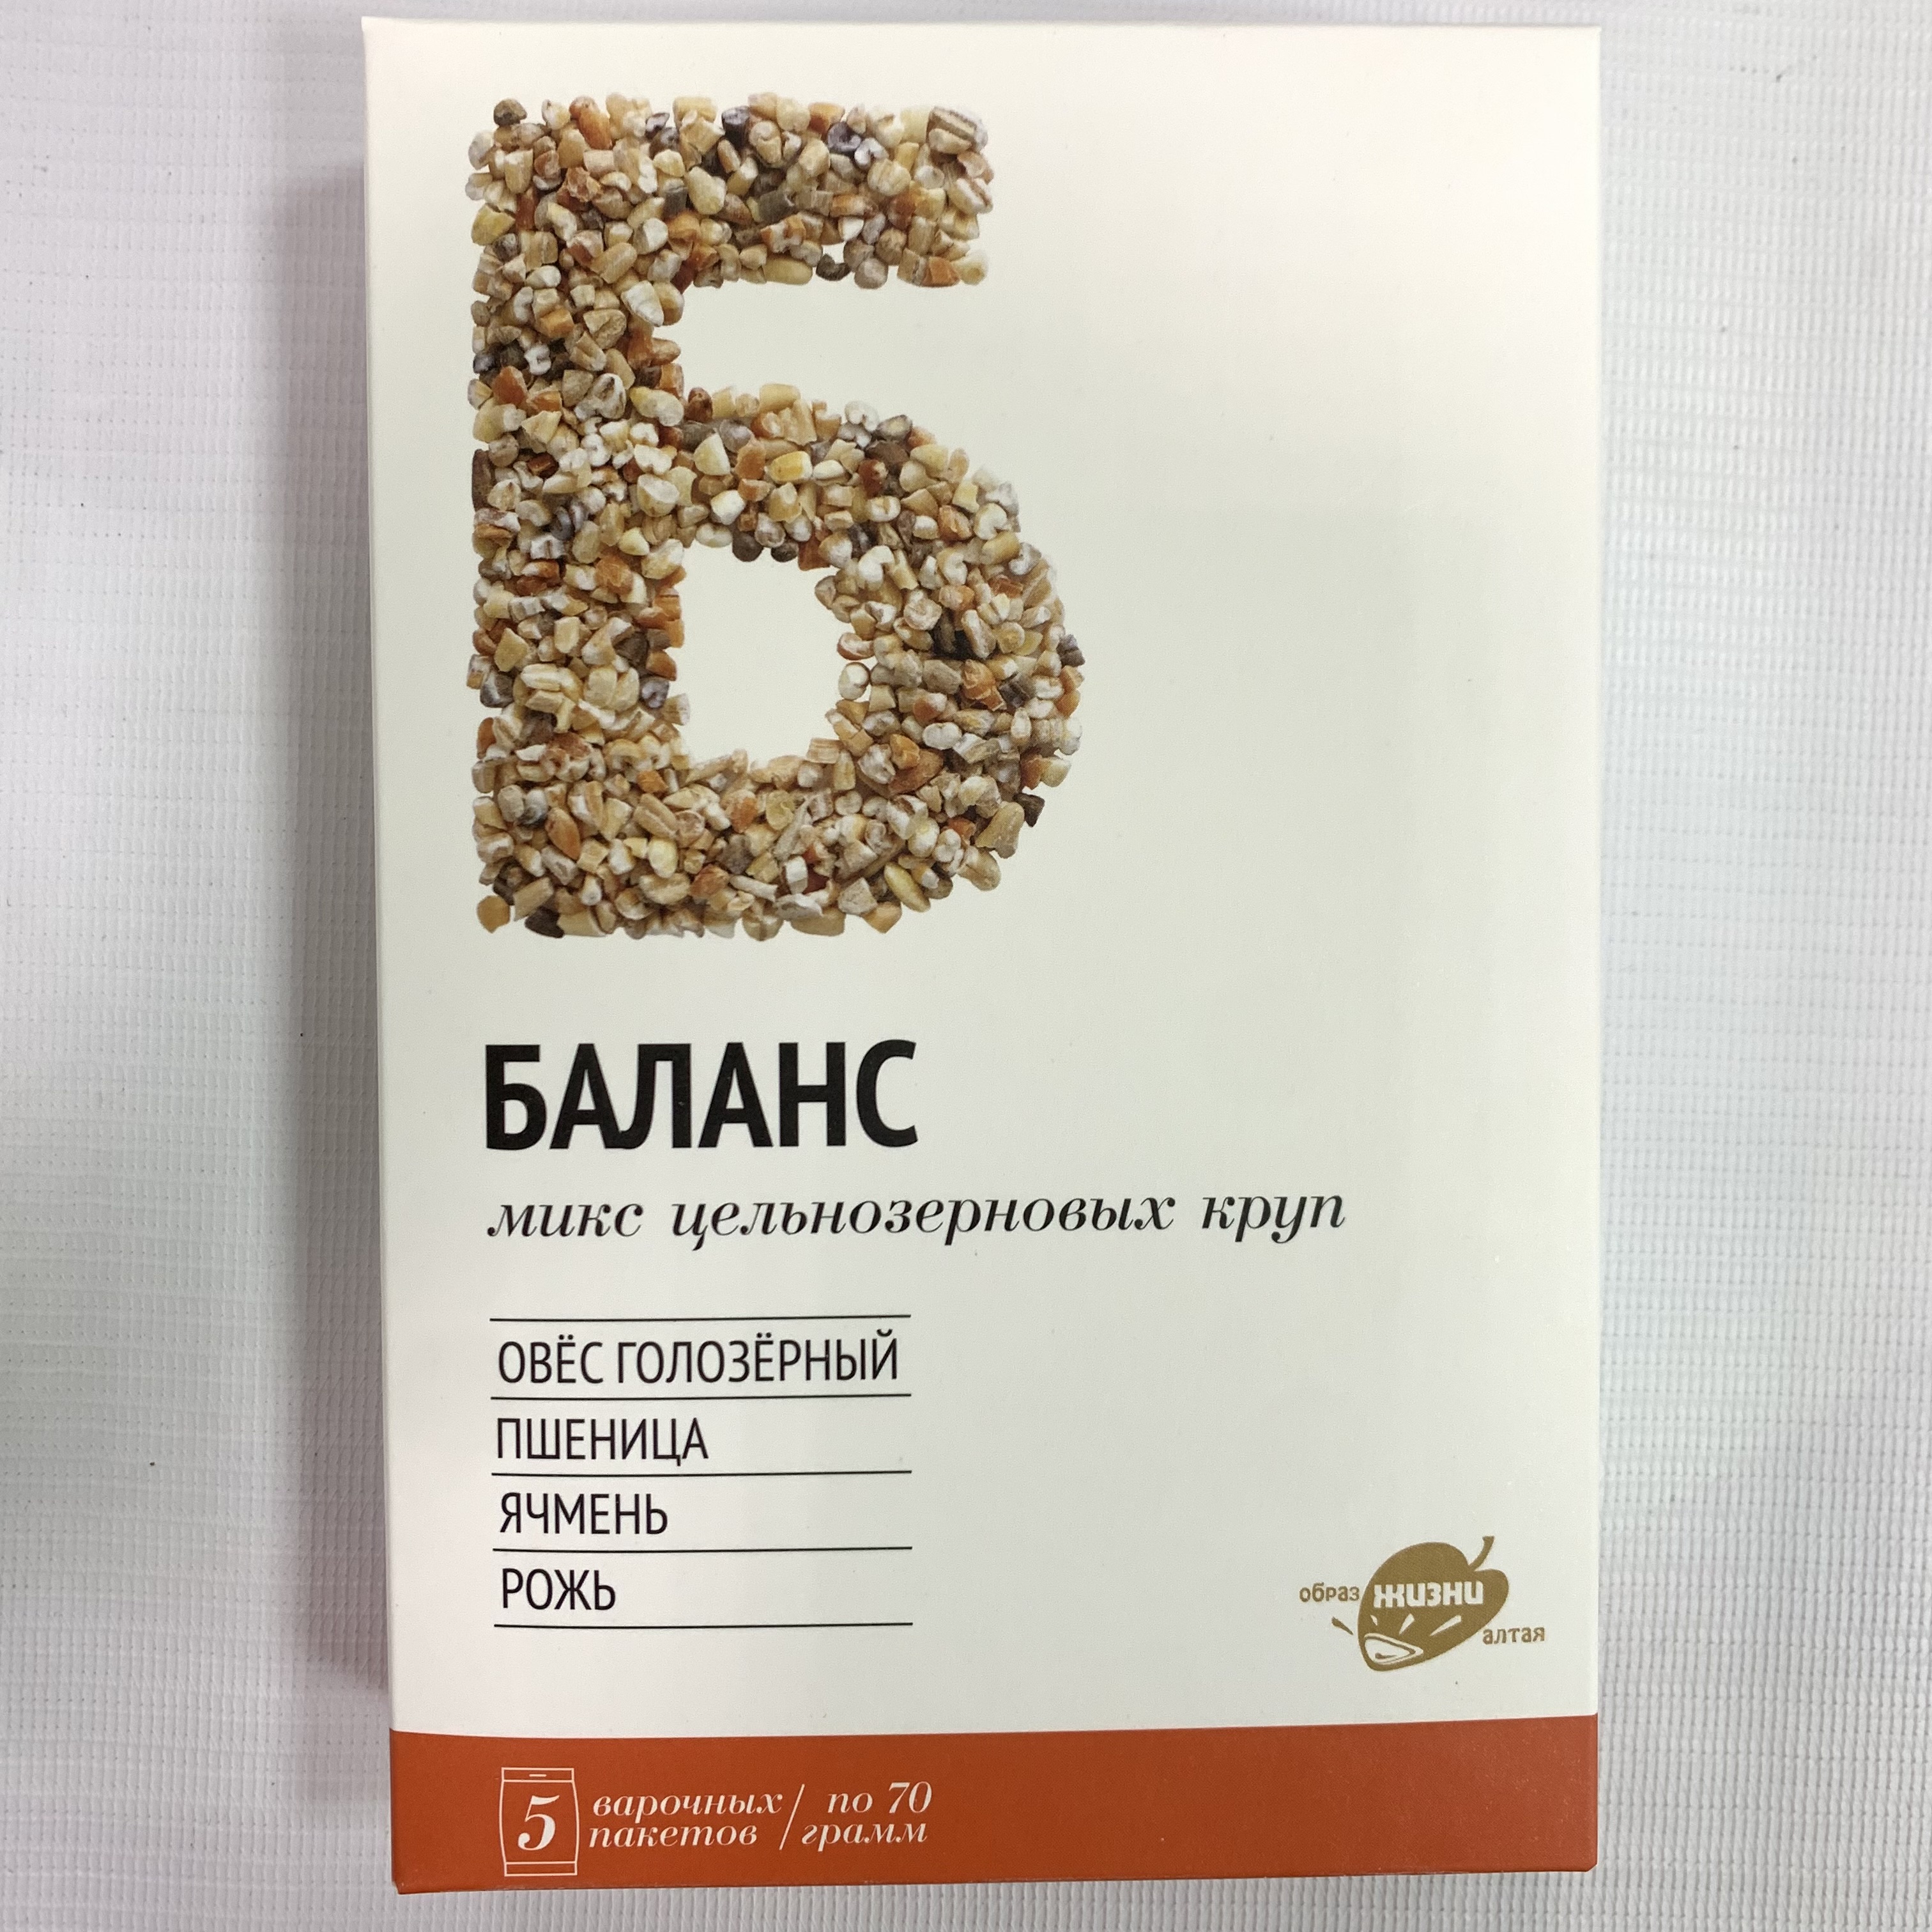 Б
БАЛАНС
микс цельнозерновых круп
ОВЁС ГОЛОЗЁРНЫЙ
ПШЕНИЦА
ЯЧМЕНЬ
РОЖЬ
образ ЖИЗНИ
алтая
5 варочных / по 70
пакетов / грамм